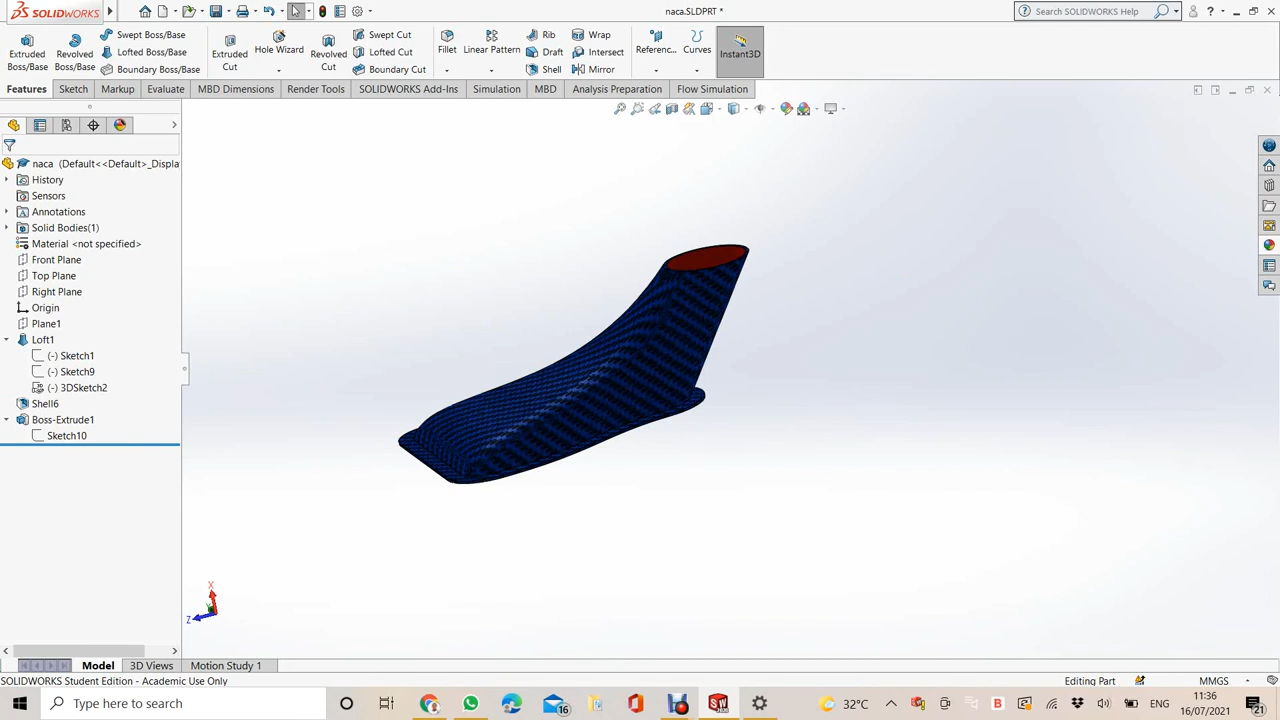 SOLIDWORKS
naca.SLDPRT *
Search SOLIDWORKS Help
?
Extruded Boss/Base
Revolved Boss/Base
Swept Boss/Base
Lofted Boss/Base
Boundary Boss/Base
Extruded Cut
Hole Wizard
Revolved Cut
Swept Cut
Lofted Cut
Boundary Cut
Fillet
Linear Pattern
Rib
Draft
Shell
Wrap
Intersect
Mirror
Referenc...
Curves
Instant3D
Features
Sketch
Markup
Evaluate
MBD Dimensions
Render Tools
SOLIDWORKS Add-Ins
Simulation
MBD
Analysis Preparation
Flow Simulation
naca (Default<<Default>_Displa
History
Sensors
Annotations
Solid Bodies(1)
Material <not specified>
Front Plane
Top Plane
Right Plane
Origin
Plane1
Loft1
(-) Sketch1
(-) Sketch9
(-) 3DSketch2
Shell6
Boss-Extrude1
Sketch10
X
Y
Z
Model
3D Views
Motion Study 1
SOLIDWORKS Student Edition - Academic Use Only
Editing Part
MMGS
Type here to search
16
32°C
B
ENG
11:36
16/07/2021
21